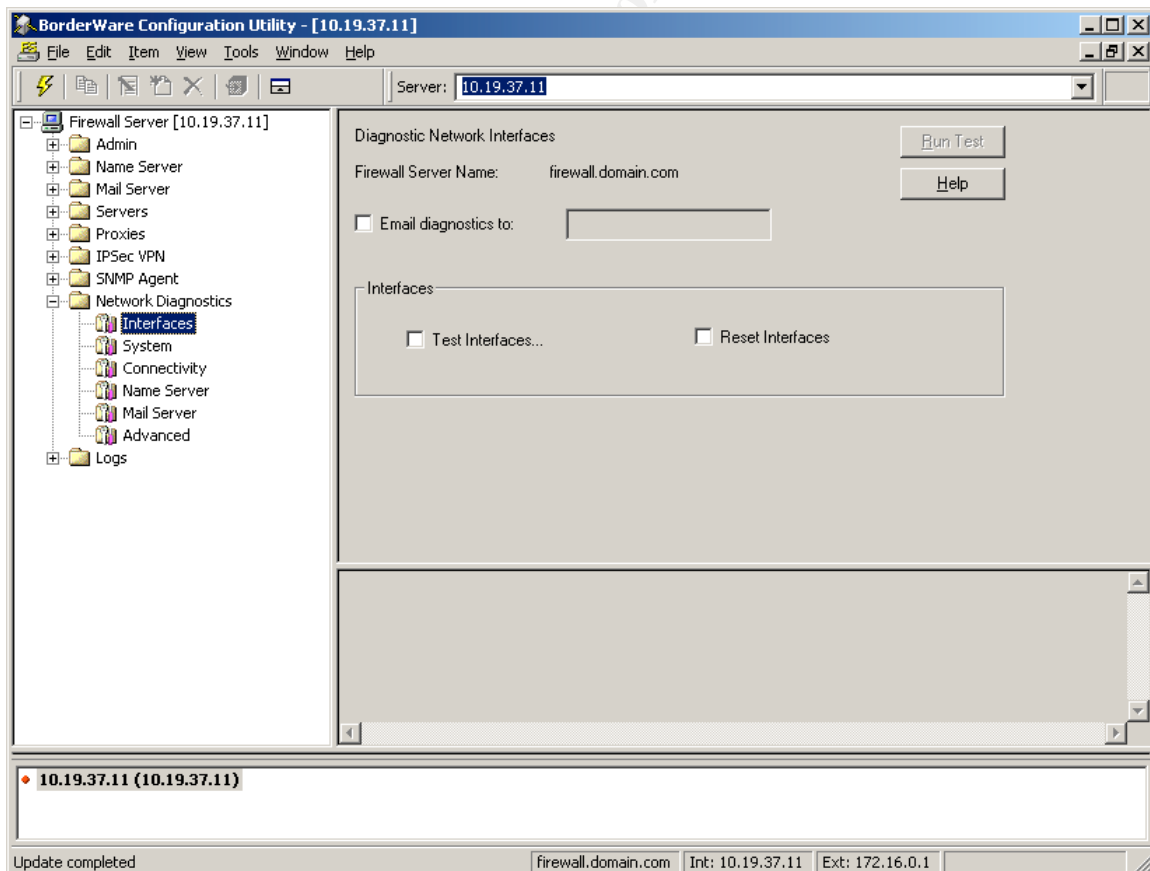 BorderWare Configuration Utility - [10.19.37.11]
File Edit Item View Tools Window Help
Server: 10.19.37.11
Firewall Server [10.19.37.11]
Admin
Name Server
Mail Server
Servers
Proxies
IPSec VPN
SNMP Agent
Network Diagnostics
Interfaces
System
Connectivity
Name Server
Mail Server
Advanced
Logs
Diagnostic Network Interfaces
Run Test
Firewall Server Name: firewall.domain.com
Help
Email diagnostics to:
Interfaces
Test Interfaces...
Reset Interfaces
10.19.37.11 (10.19.37.11)
Update completed
firewall.domain.com
Int: 10.19.37.11
Ext: 172.16.0.1